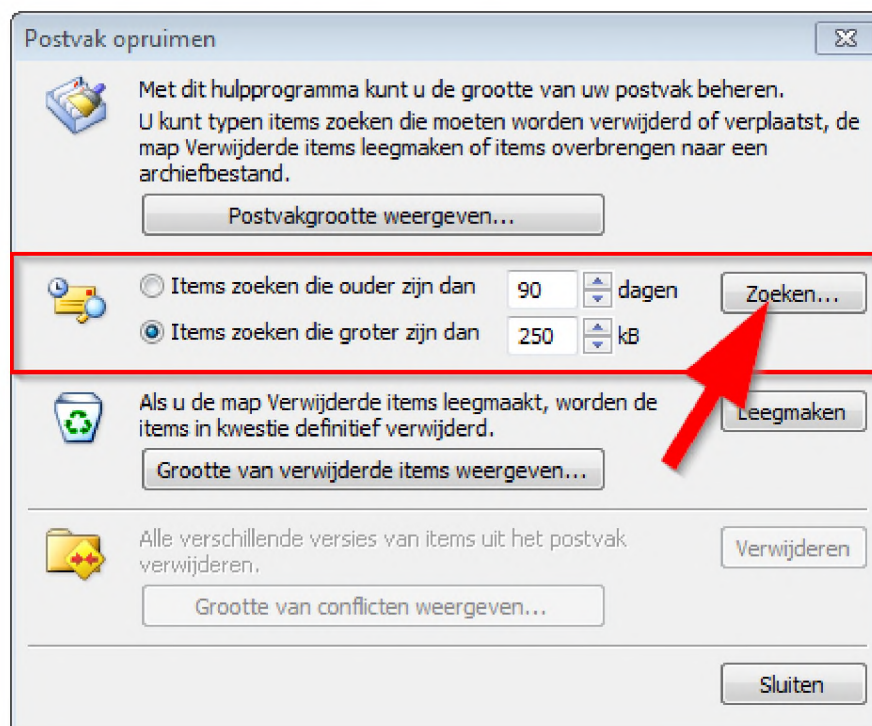 Postvak opruimen
Met dit hulpprogramma kunt u de grootte van uw postvak beheren.
U kunt typen items zoeken die moeten worden verwijderd of verplaatst, de
map Verwijderde items leegmaken of items overbrengen naar een
archiefbestand.
Postvakgrootte weergeven...
Items zoeken die ouder zijn dan 90 dagen Zoeken...
Items zoeken die groter zijn dan 250 kB
Als u de map Verwijderde items leegmaakt, worden de
items in kwestie definitief verwijderd.
Leegmaken
Grootte van verwijderde items weergeven...
Alle verschillende versies van items uit het postvak
verwijderen.
Verwijderen
Grootte van conflicten weergeven...
Sluiten